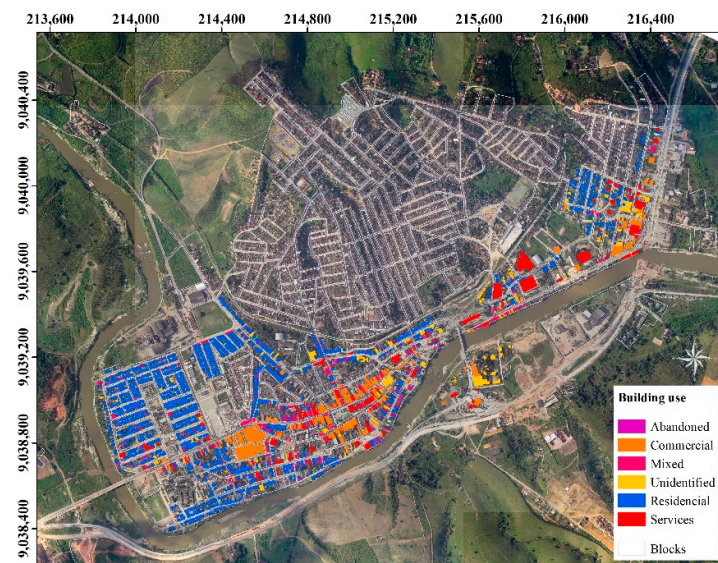 213,600 214,000 214,400 214,800 215,200 215,600 216,000 216,400
9,040,400
9,040,000
9,039,600
9,039,200
9,038,800
9,038,400
Building use
Abandoned
Commercial
Mixed
Unidentified
Residencial
Services
Blocks